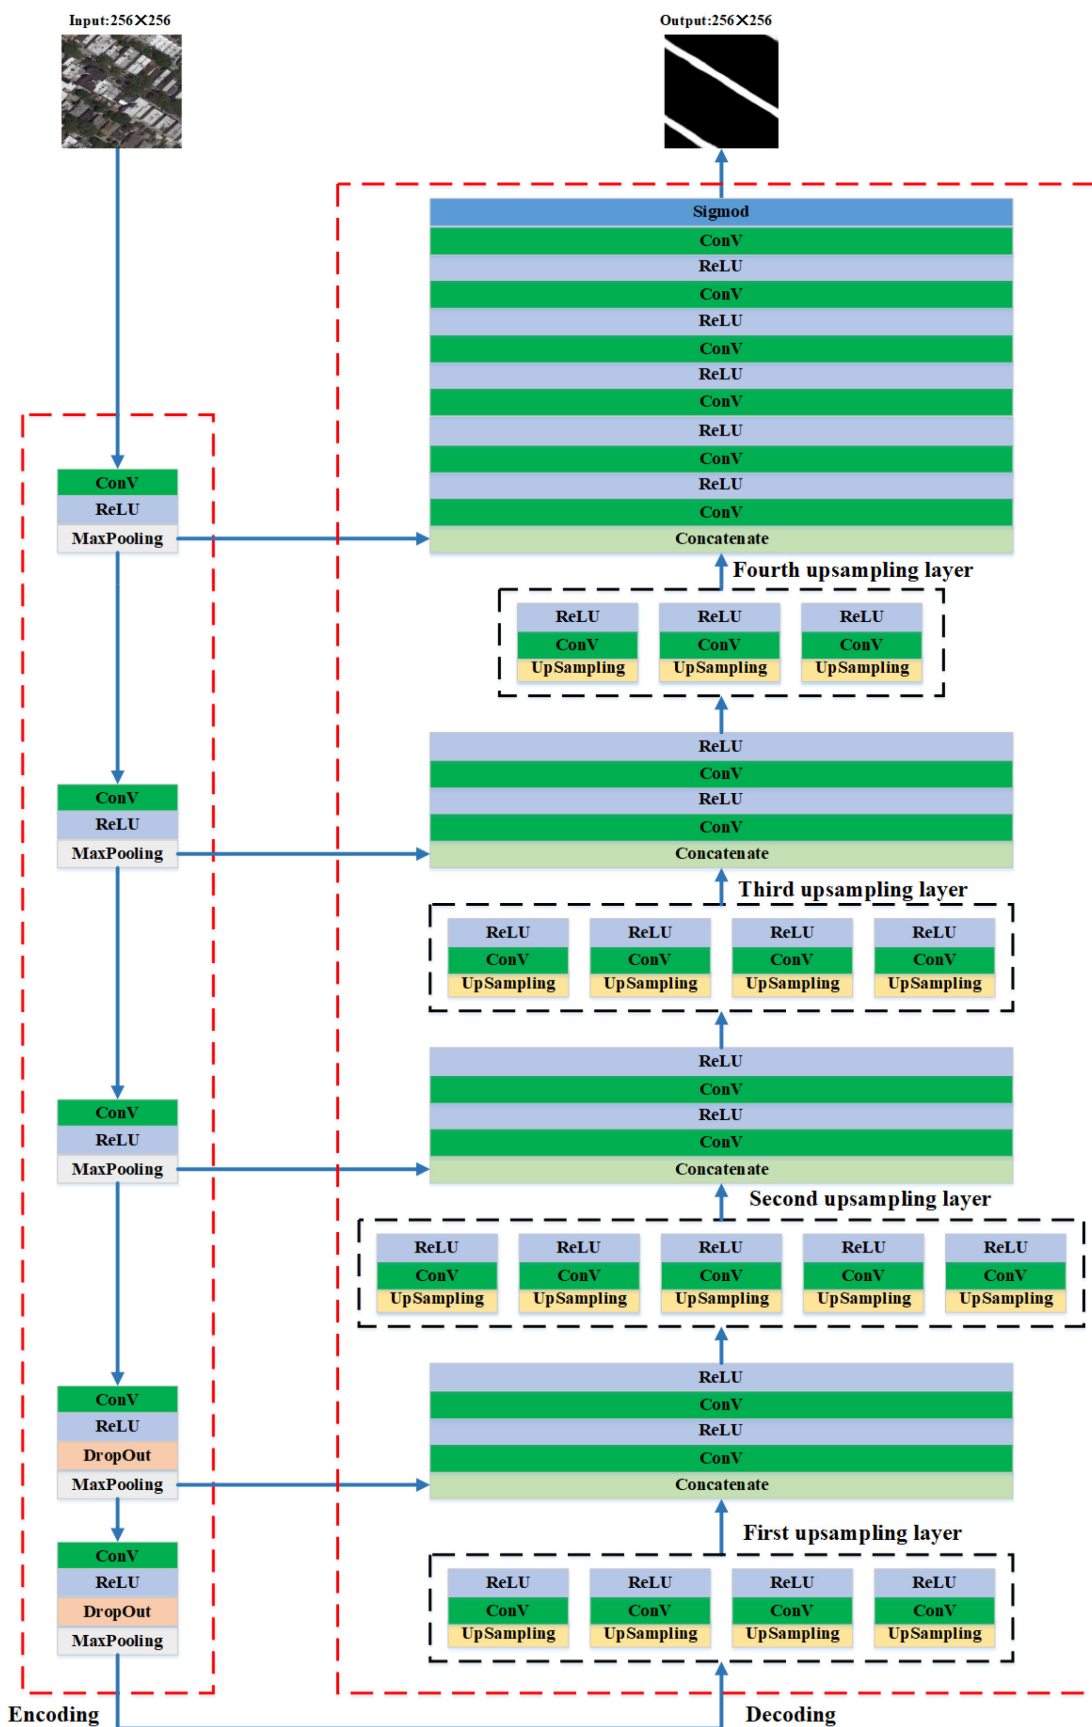 Input:256×256
Output:256×256
Sigmod
ConV
ReLU
ConV
ReLU
ConV
ReLU
ConV
ReLU
ConV
ReLU
ConV
Concatenate
ConV
ReLU
MaxPooling
Fourth upsampling layer
ReLU ReLU ReLU
ConV ConV ConV
UpSampling UpSampling UpSampling
ReLU
ConV
ReLU
ConV
Concatenate
ConV
ReLU
MaxPooling
Third upsampling layer
ReLU ReLU ReLU ReLU
ConV ConV ConV ConV
UpSampling UpSampling UpSampling UpSampling
ReLU
ConV
ReLU
ConV
Concatenate
ConV
ReLU
MaxPooling
Second upsampling layer
ReLU ReLU ReLU ReLU ReLU
ConV ConV ConV ConV ConV
UpSampling UpSampling UpSampling UpSampling UpSampling
ReLU
ConV
ReLU
ConV
Concatenate
ConV
ReLU
DropOut
MaxPooling
First upsampling layer
ReLU ReLU ReLU ReLU
ConV ConV ConV ConV
UpSampling UpSampling UpSampling UpSampling
ConV
ReLU
DropOut
MaxPooling
Encoding
Decoding